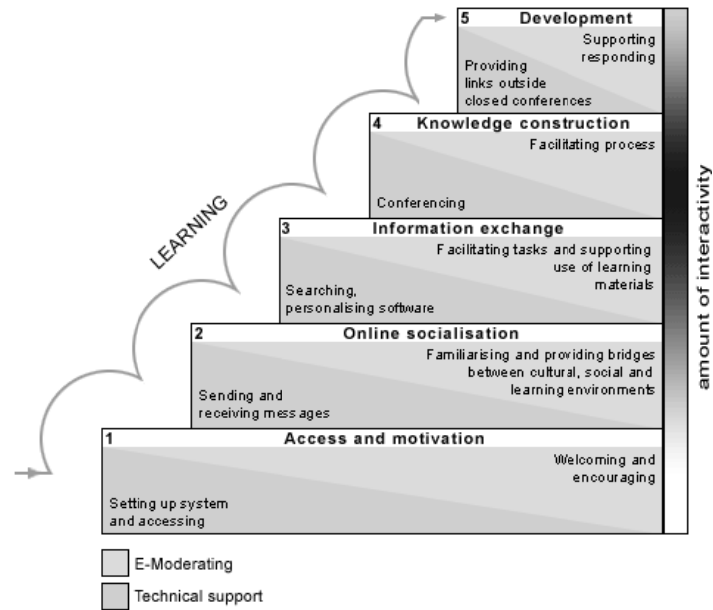 5 Development
Supporting
responding
Providing
links outside
closed conferences
4 Knowledge construction
Facilitating process
Conferencing
3 Information exchange
Facilitating tasks and supporting
use of learning
materials
Searching,
personalising software
2 Online socialisation
Familiarising and providing bridges
between cultural, social and
learning environments
Sending and
receiving messages
1 Access and motivation
Welcoming and
encouraging
Setting up system
and accessing
LEARNING
amount of interactivity
E-Moderating
Technical support